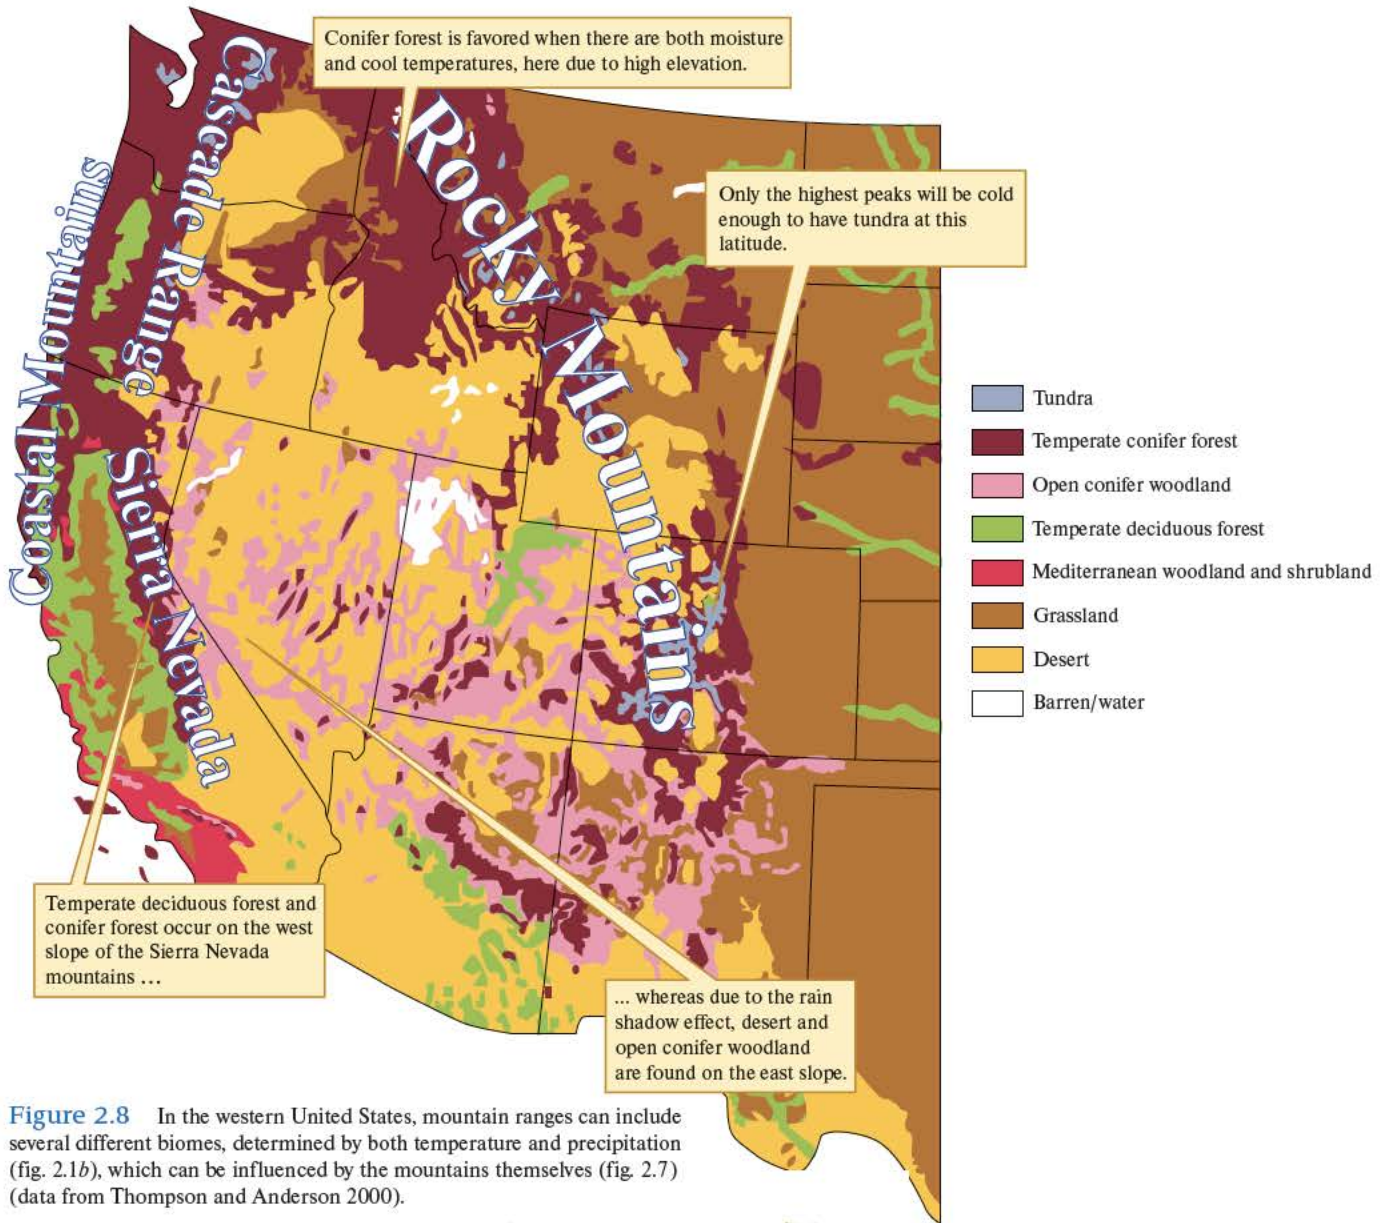 Conifer forest is favored when there are both moisture
and cool temperatures, here due to high elevation.
Cascade Range
Rocky Mountains
Coastal Mountains
Sierra Nevada
Only the highest peaks will be cold
enough to have tundra at this
latitude.
Tundra
Temperate conifer forest
Open conifer woodland
Temperate deciduous forest
Mediterranean woodland and shrubland
Grassland
Desert
Barren/water
Temperate deciduous forest and
conifer forest occur on the west
slope of the Sierra Nevada
mountains ...
... whereas due to the rain
shadow effect, desert and
open conifer woodland
are found on the east slope.
Figure 2.8 In the western United States, mountain ranges can include
several different biomes, determined by both temperature and precipitation
(fig. 2.1b), which can be influenced by the mountains themselves (fig. 2.7)
(data from Thompson and Anderson 2000).